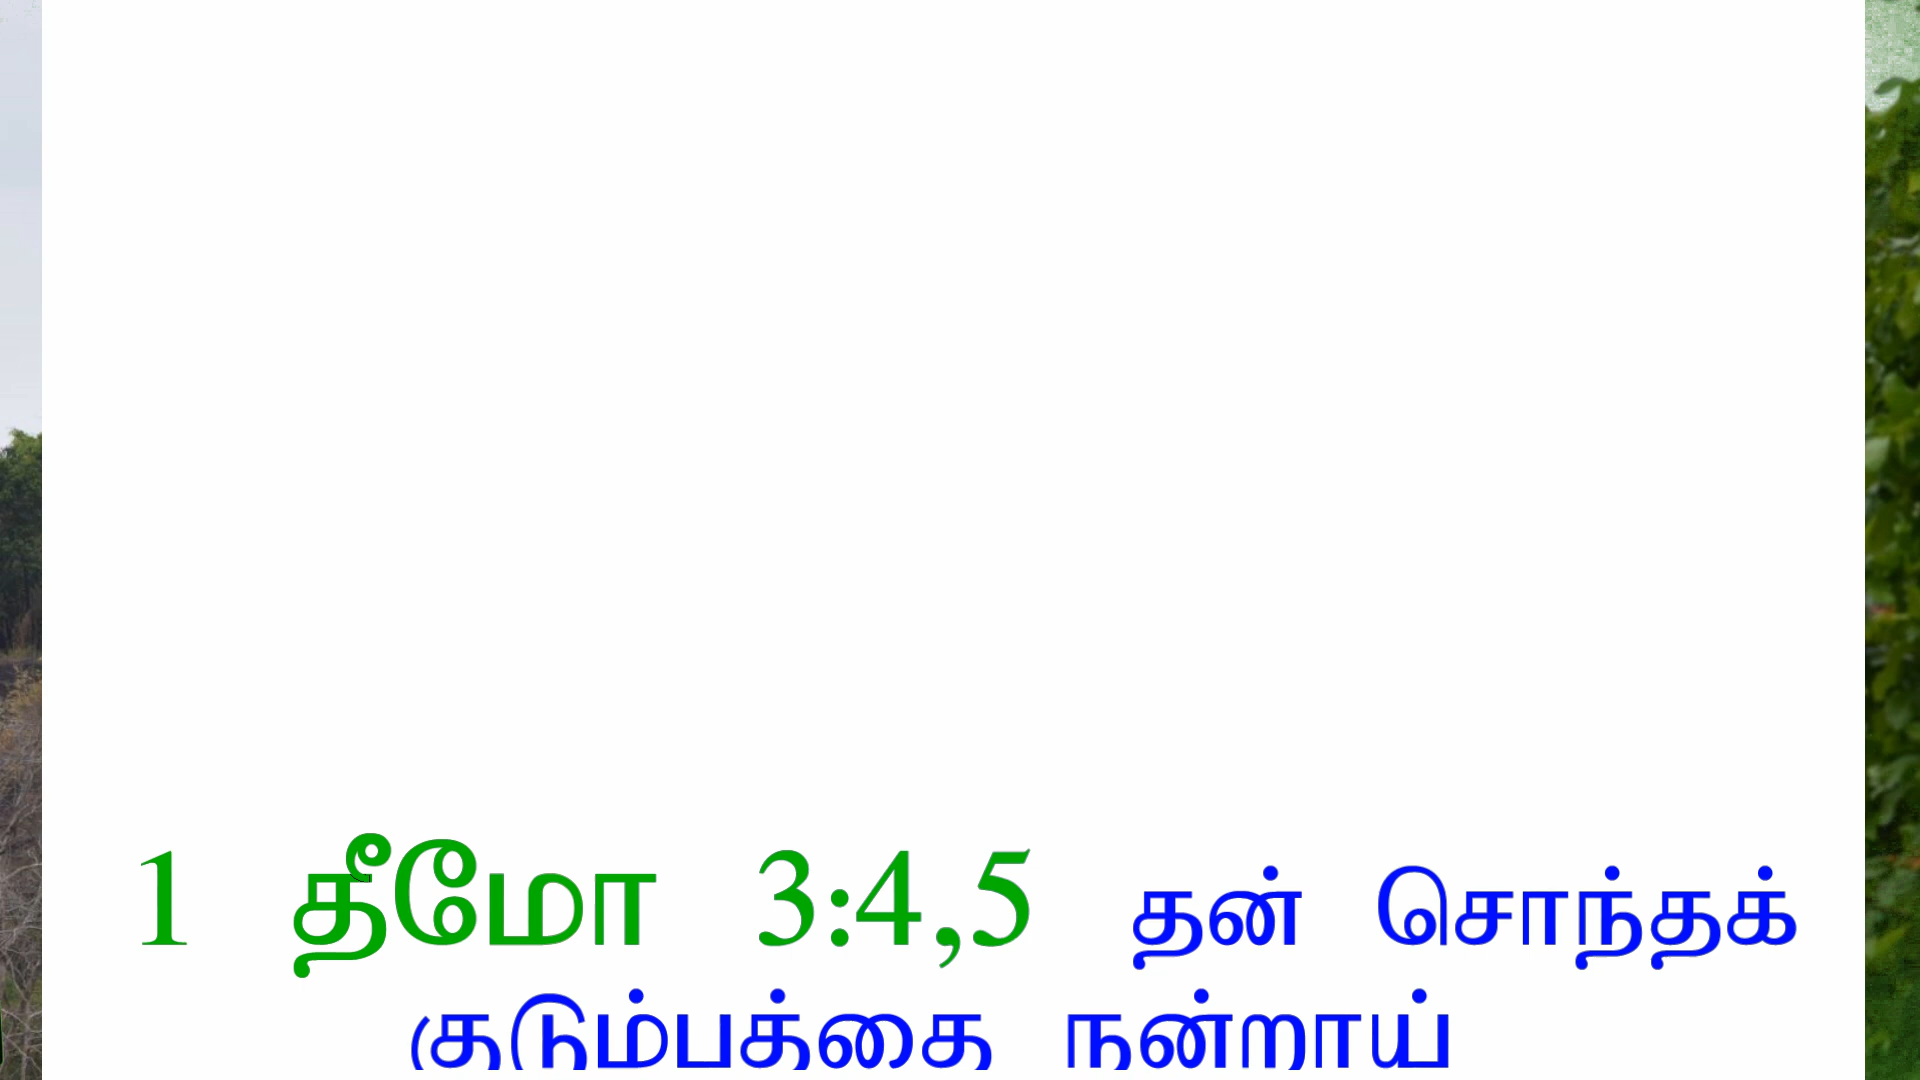 1 தீமோ 3:4,5 தன் சொந்தக்
குடும்பத்தை நன்றாய்